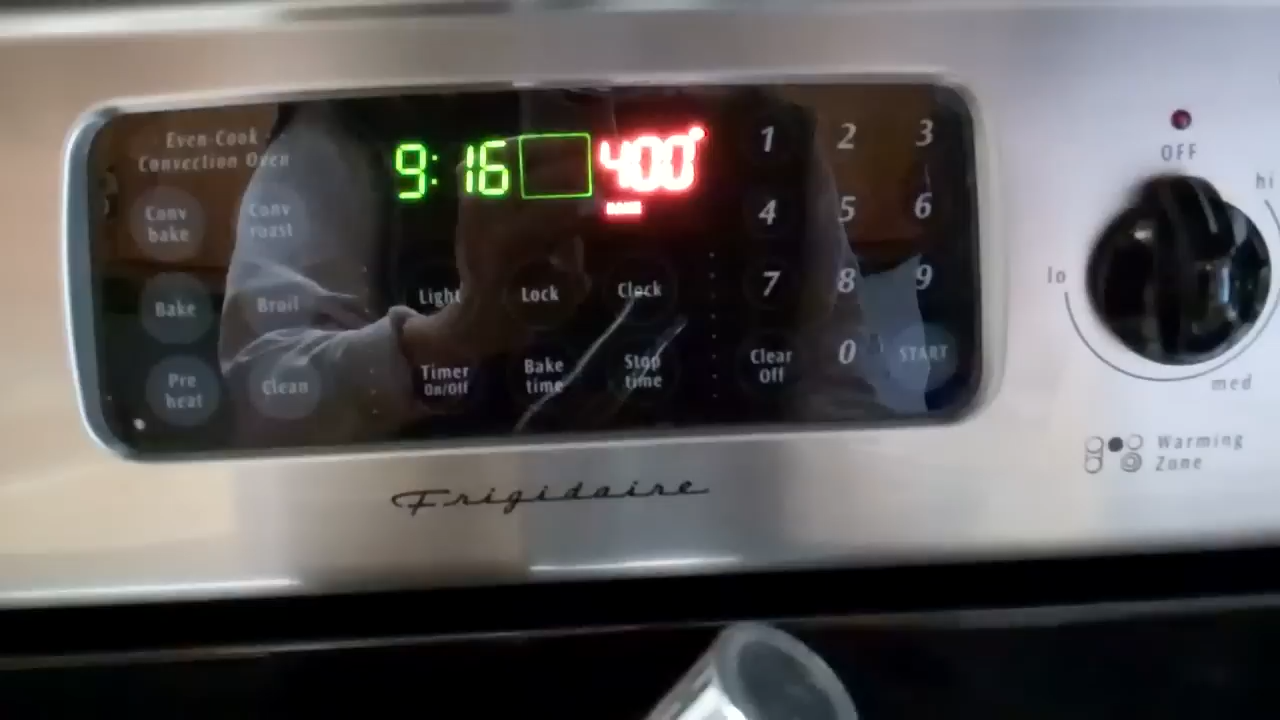 Even-Cook
Convection Oven
9:16
400°
BAKE
1 2 3
Conv
bake
Conv
roast
4 5 6
Bake
Broil
Light
Lock
Clock
7 8 9
Pre
heat
Clean
Timer
On/Off
Bake
time
Stop
time
Clear
Off
0
START
OFF
hi
lo
med
Warming
Zone
Frigidaire